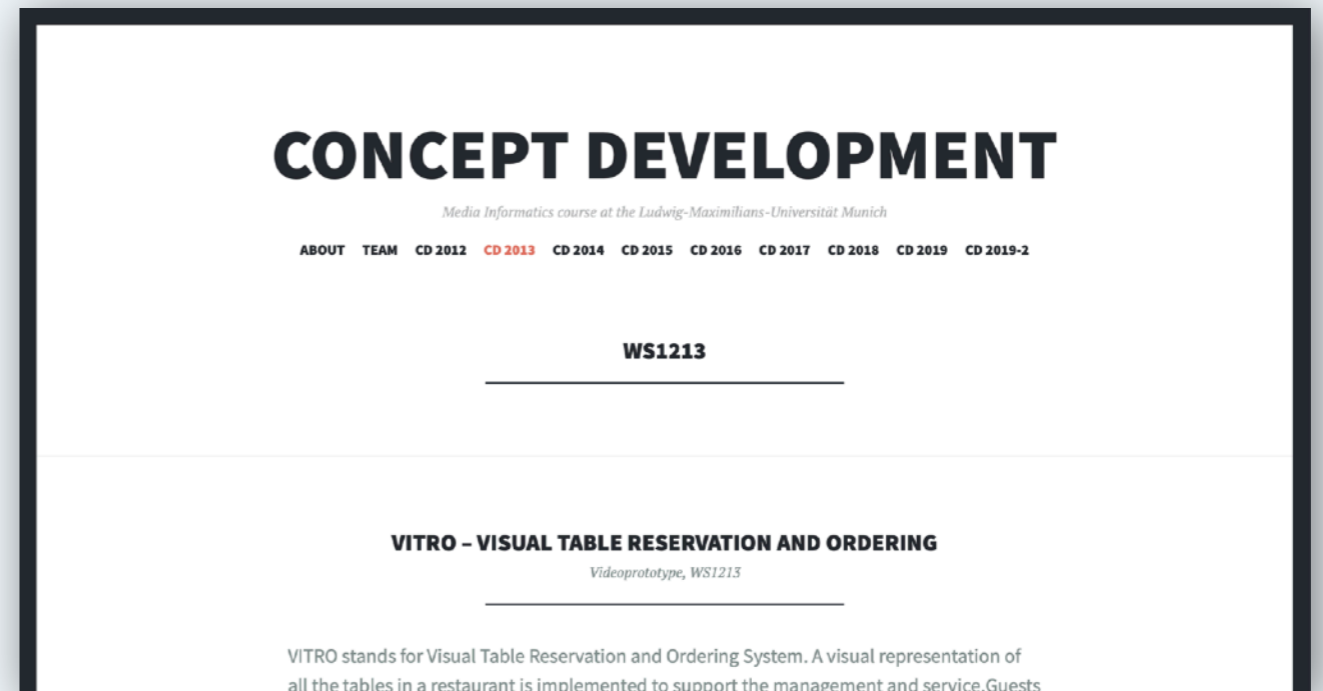 CONCEPT DEVELOPMENT
Media Informatics course at the Ludwig-Maximilians-Universität Munich
ABOUT TEAM CD 2012 CD 2013 CD 2014 CD 2015 CD 2016 CD 2017 CD 2018 CD 2019 CD 2019-2
WS1213
VITRO – VISUAL TABLE RESERVATION AND ORDERING
Videoprototype, WS1213
VITRO stands for Visual Table Reservation and Ordering System. A visual representation of
all the tables in a restaurant is implemented to support the management and service.Guests